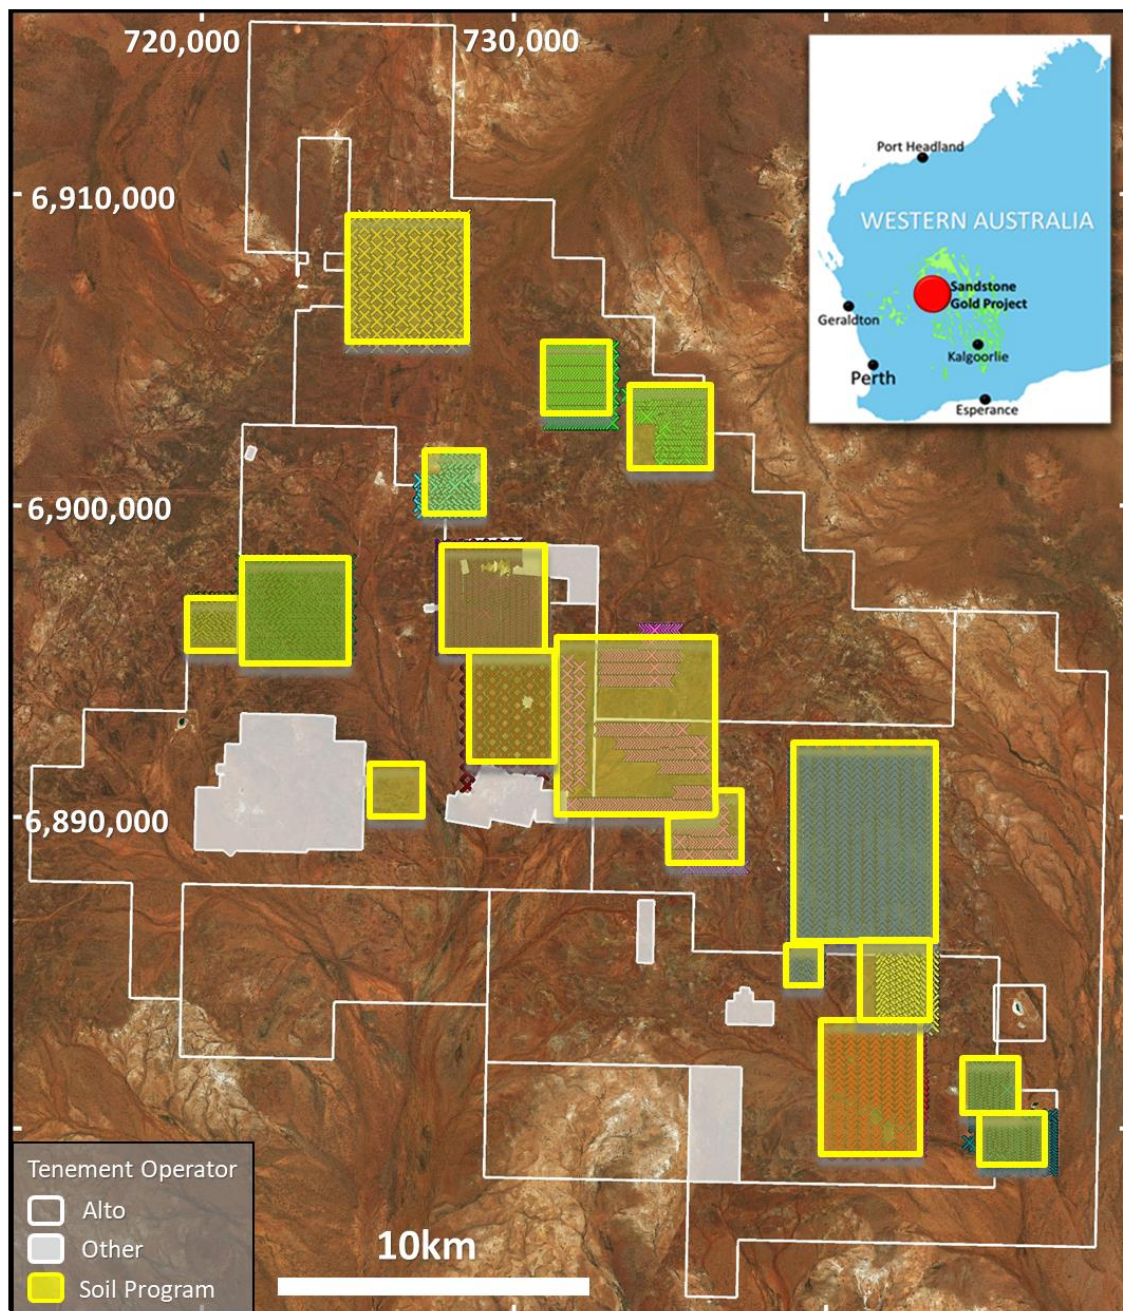 720,000
730,000
6,910,000
6,900,000
6,890,000
Port Headland
WESTERN AUSTRALIA
Sandstone
Gold Project
Geraldton
Kalgoorlie
Perth
Esperance
Tenement Operator
Alto
Other
Soil Program
10km